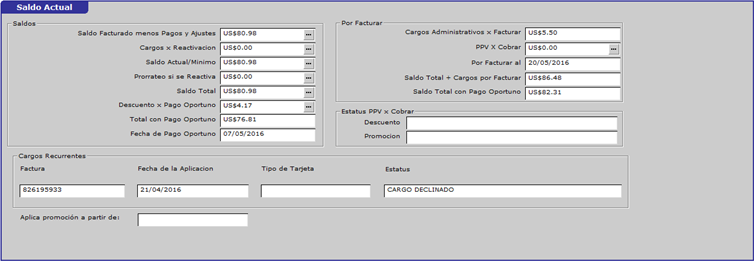 Saldo Actual
Saldos
Saldo Facturado menos Pagos y Ajustes US$80.98 ...
Cargos x Reactivacion US$0.00 ...
Saldo Actual/Minimo US$80.98 ...
Prorrateo si se Reactiva US$0.00 ...
Saldo Total US$80.98 ...
Descuento x Pago Oportuno US$4.17 ...
Total con Pago Oportuno US$76.81
Fecha de Pago Oportuno 07/05/2016
Por Facturar
Cargos Administrativos x Facturar US$5.50
PPV X Cobrar US$0.00 ...
Por Facturar al 20/05/2016
Saldo Total + Cargos por Facturar US$86.48
Saldo Total con Pago Oportuno US$82.31
Estatus PPV x Cobrar
Descuento
Promocion
Cargos Recurrentes
Factura Fecha de la Aplicacion Tipo de Tarjeta Estatus
826195933 21/04/2016 CARGO DECLINADO
Aplica promoción a partir de: